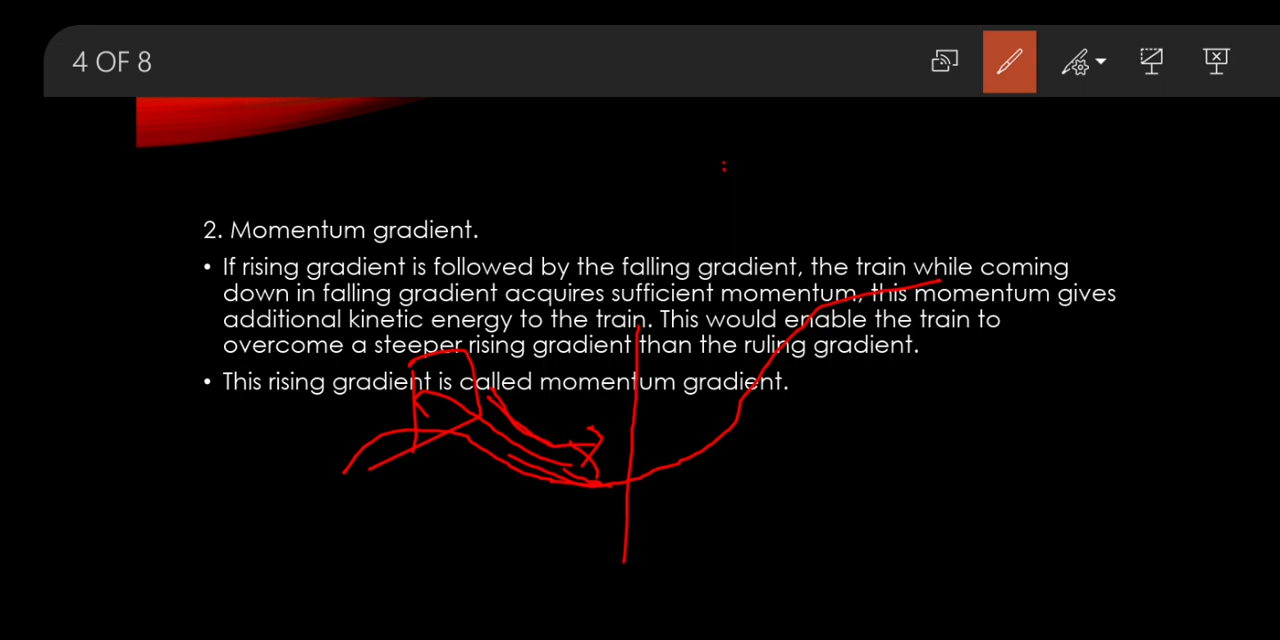 4 OF 8
2. Momentum gradient.
• If rising gradient is followed by the falling gradient, the train while coming
down in falling gradient acquires sufficient momentum, this momentum gives
additional kinetic energy to the train. This would enable the train to
overcome a steeper rising gradient than the ruling gradient.
• This rising gradient is called momentum gradient.